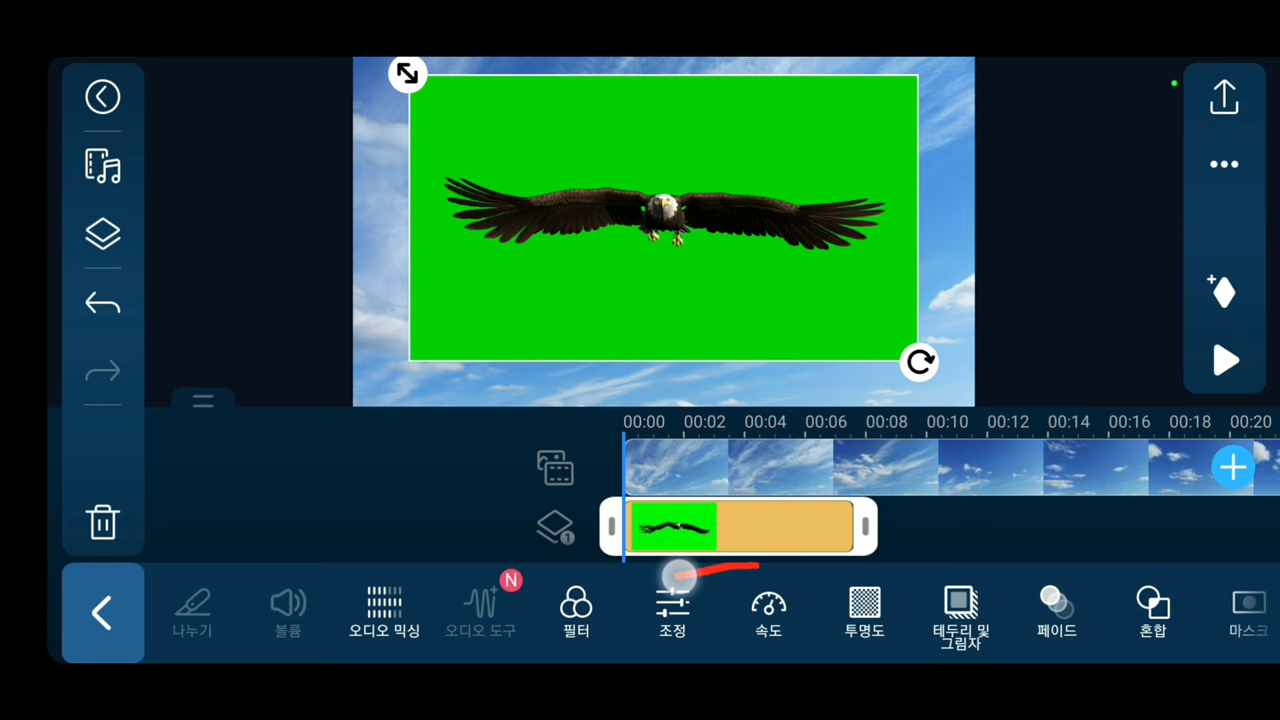 00:00 00:02 00:04 00:06 00:08 00:10 00:12 00:14 00:16 00:18 00:20
1
N
나누기 볼륨 오디오 믹싱 오디오 도구 필터 조정 속도 투명도 테두리 및 페이드 혼합 마스크
그림자